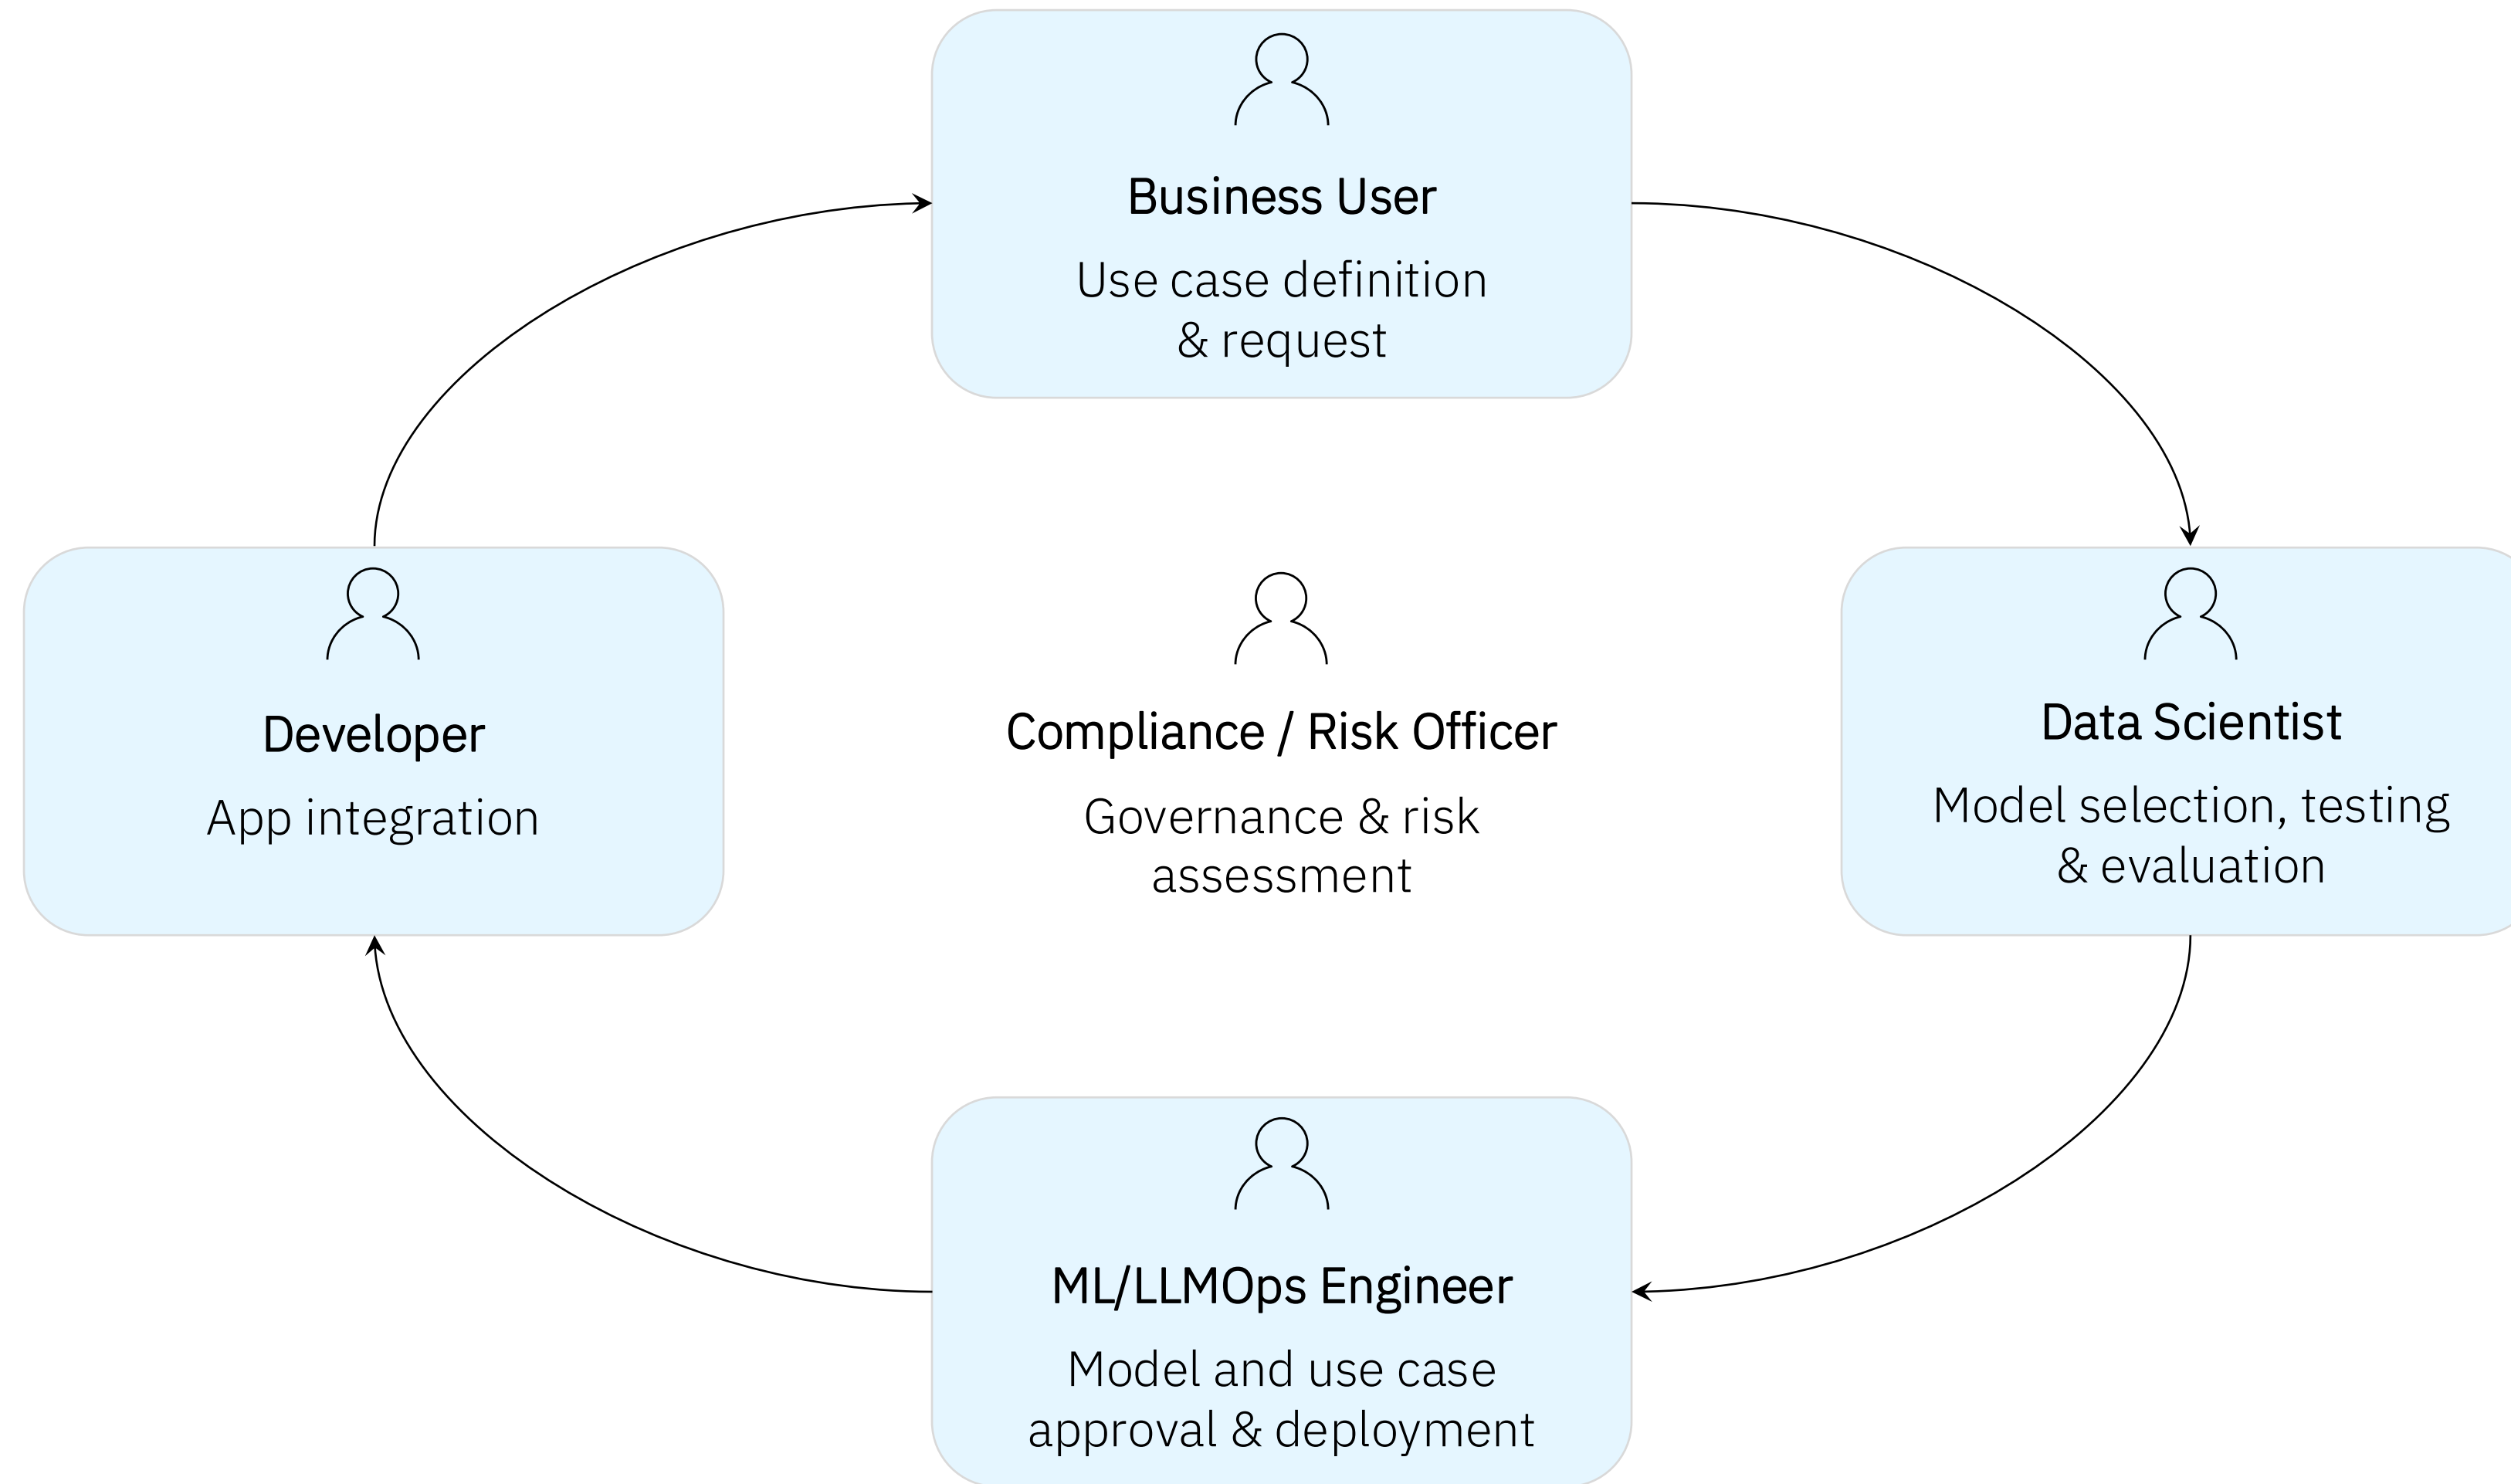 Business User
Use case definition
& request
Developer
App integration
Compliance / Risk Officer
Governance & risk
assessment
Data Scientist
Model selection, testing
& evaluation
ML/LLMOps Engineer
Model and use case
approval & deployment